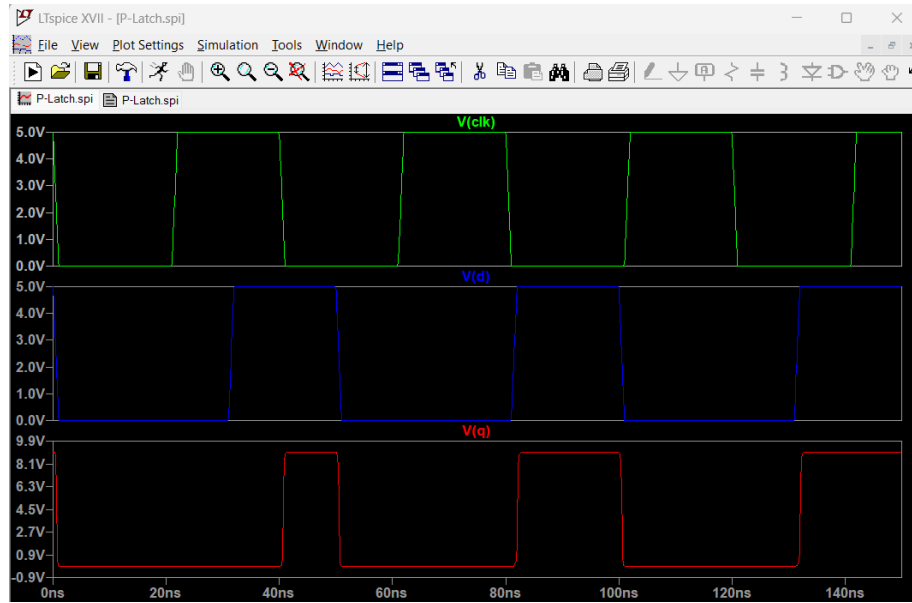 LTspice XVII - [P-Latch.spi]
File View Plot Settings Simulation Tools Window Help
P-Latch.spi P-Latch.spi
V(clk)
5.0V
4.0V
3.0V
2.0V
1.0V
0.0V
V(d)
5.0V
4.0V
3.0V
2.0V
1.0V
0.0V
V(q)
9.9V
8.1V
6.3V
4.5V
2.7V
0.9V
-0.9V
0ns 20ns 40ns 60ns 80ns 100ns 120ns 140ns